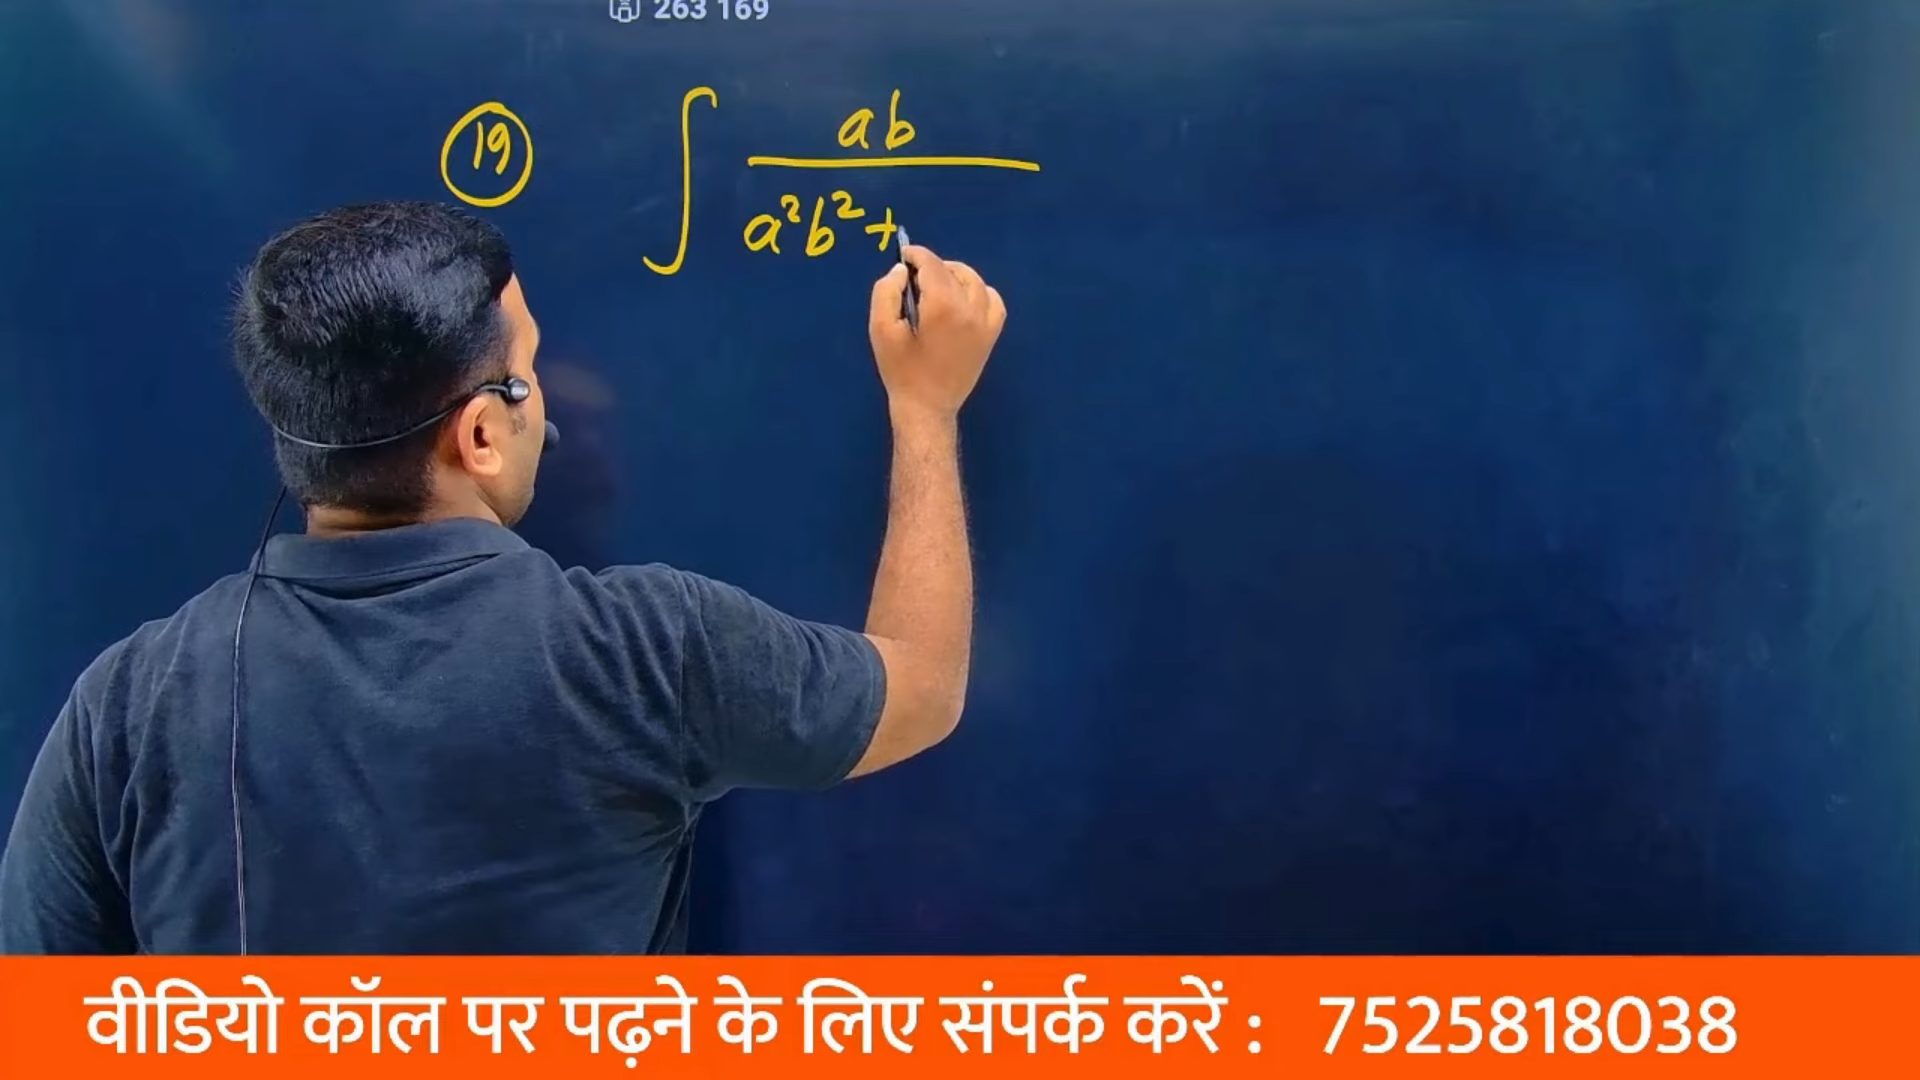 263 169
19 ∫ ab
a²b² +
वीडियो कॉल पर पढ़ने के लिए संपर्क करें : 7525818038